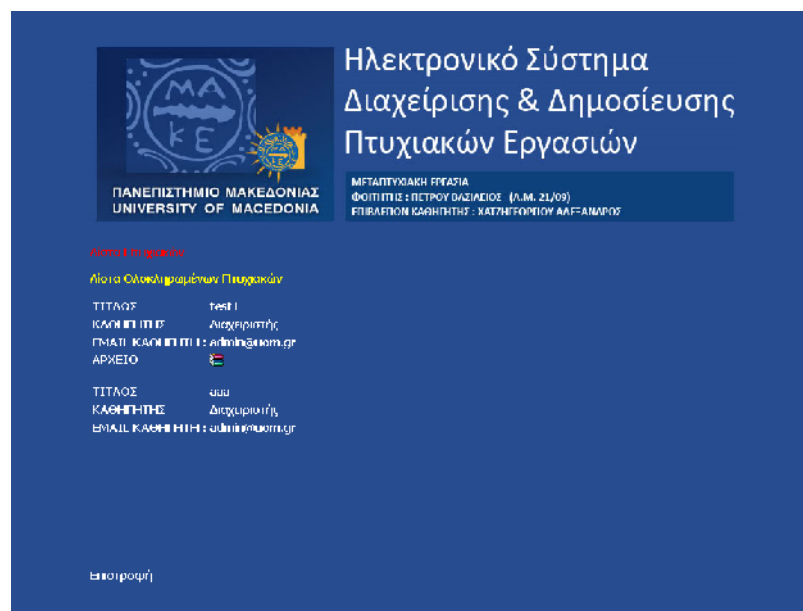 ΜΑ
ΚΕ
ΠΑΝΕΠΙΣΤΗΜΙΟ ΜΑΚΕΔΟΝΙΑΣ
UNIVERSITY OF MACEDONIA
Ηλεκτρονικό Σύστημα
Διαχείρισης & Δημοσίευσης
Πτυχιακών Εργασιών
ΜΕΤΑΠΤΥΧΙΑΚΗ ΕΡΓΑΣΙΑ
ΦΟΙΤΗΤΗΣ : ΠΕΤΡΟΥ ΒΑΣΙΛΕΙΟΣ (Α.Μ. 21/09)
ΕΠΙΒΛΕΠΩΝ ΚΑΘΗΓΗΤΗΣ : ΧΑΤΖΗΓΕΩΡΓΙΟΥ ΑΛΕΞΑΝΔΡΟΣ
Λίστα Ολοκληρωμένων Πτυχιακών
ΤΙΤΛΟΣ
ΚΑΘΗΓΗΤΗΣ Διαχειριστής
EMAIL ΚΑΘΗΓΗΤΗ : admin@uom.gr
ΑΡΧΕΙΟ
ΤΙΤΛΟΣ aaa
ΚΑΘΗΓΗΤΗΣ Διαχειριστής
EMAIL ΚΑΘΗΓΗΤΗ : admin@uom.gr
Επιστροφή